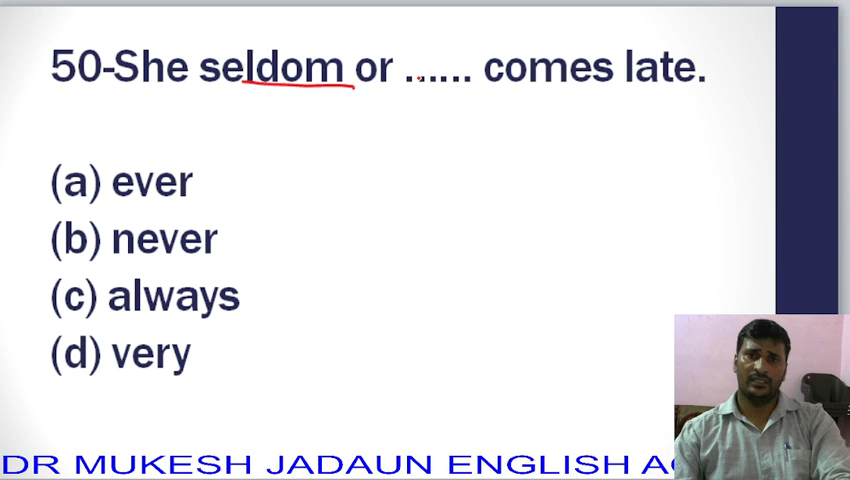 50-She seldom or ...... comes late.
(a) ever
(b) never
(c) always
(d) very
DR MUKESH JADAUN ENGLISH